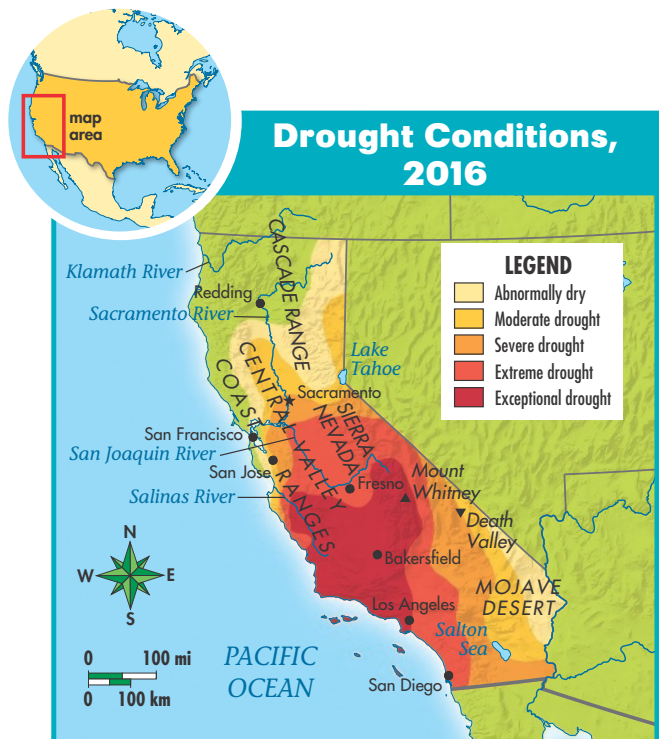 map
area
Drought Conditions,
2016
Klamath River
CASCADE RANGE
Redding
Sacramento River
LEGEND
Abnormally dry
Moderate drought
Severe drought
Extreme drought
Exceptional drought
Lake
Tahoe
COAST RANGES
CENTRAL VALLEY
Sacramento
SIERRA
NEVADA
San Francisco
San Joaquin River
San Jose
Fresno
Mount
Whitney
Salinas River
Death
Valley
Bakersfield
MOJAVE
DESERT
Los Angeles
Salton
Sea
San Diego
PACIFIC
OCEAN
N
W E
S
0 100 mi
0 100 km